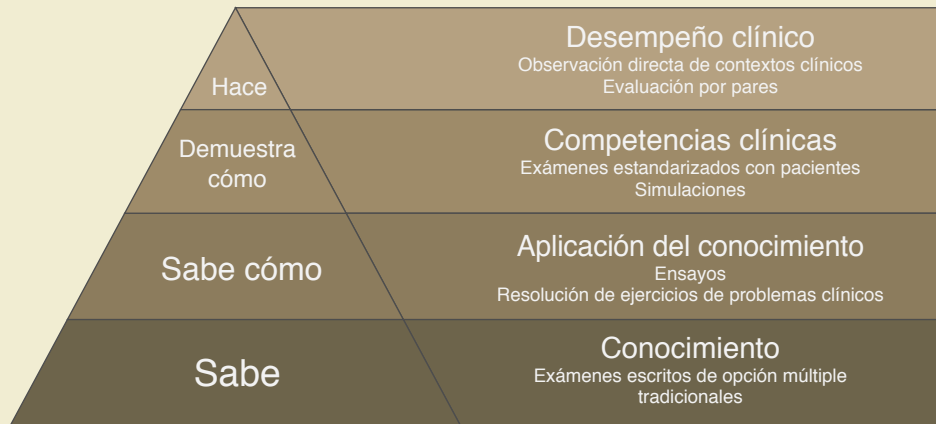 Hace
Desempeño clínico
Observación directa de contextos clínicos
Evaluación por pares
Demuestra
cómo
Competencias clínicas
Exámenes estandarizados con pacientes
Simulaciones
Sabe cómo
Aplicación del conocimiento
Ensayos
Resolución de ejercicios de problemas clínicos
Sabe
Conocimiento
Exámenes escritos de opción múltiple
tradicionales